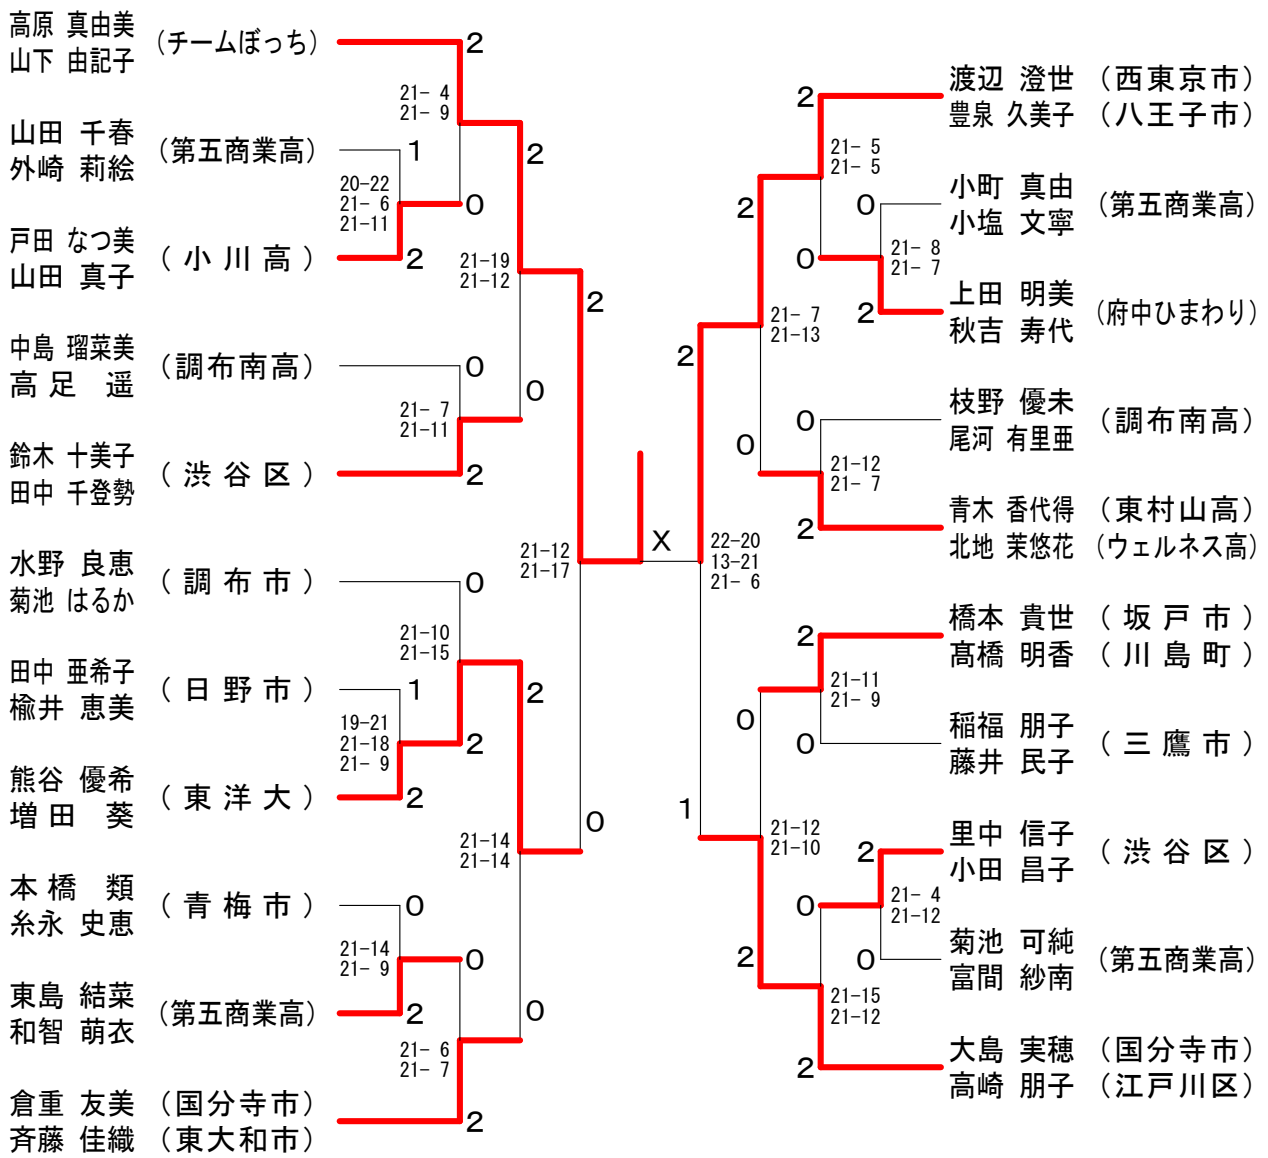 高原 真由美
山下 由記子
(チームぼっち)
2
21- 4
21- 9
山田 千春
外崎 莉絵
(第五商業高)
1
2
20-22
21- 6
21-11
0
戸田 なつ美
山田 真子
(小川高)
2
21-19
21-12
2
中島 瑠菜美
高足 遥
(調布南高)
0
0
21- 7
21-11
鈴木 十美子
田中 千登勢
(渋谷区)
2
水野 良恵
菊池 はるか
(調布市)
0
21-12
21-17
21-10
21-15
田中 亜希子
楡井 恵美
(日野市)
1
2
19-21
21-18
21- 9
2
熊谷 優希
増田 葵
(東洋大)
2
0
21-14
21-14
本橋 類
糸永 史恵
(青梅市)
0
21-14
21- 9
0
東島 結菜
和智 萌衣
(第五商業高)
2
0
21- 6
21- 7
倉重 友美
斉藤 佳織
(国分寺市)
(東大和市)
2
X
渡辺 澄世 (西東京市)
豊泉 久美子 (八王子市)
2
21- 5
21- 5
小町 真由
小塩 文寧
(第五商業高)
0
2
21- 8
21- 7
0
上田 明美
秋吉 寿代
(府中ひまわり)
2
21- 7
21-13
2
枝野 優未
尾河 有里亜
(調布南高)
0
0
21-12
21- 7
青木 香代得 (東村山高)
北地 茉悠花 (ウェルネス高)
2
22-20
13-21
21- 6
橋本 貴世 (坂戸市)
髙橋 明香 (川島町)
2
21-11
21- 9
0
稲福 朋子
藤井 民子
(三鷹市)
0
1
21-12
21-10
里中 信子
小田 昌子
(渋谷区)
2
21- 4
21-12
0
菊池 可純
富間 紗南
(第五商業高)
0
2
21-15
21-12
大島 実穂 (国分寺市)
高崎 朋子 (江戸川区)
2